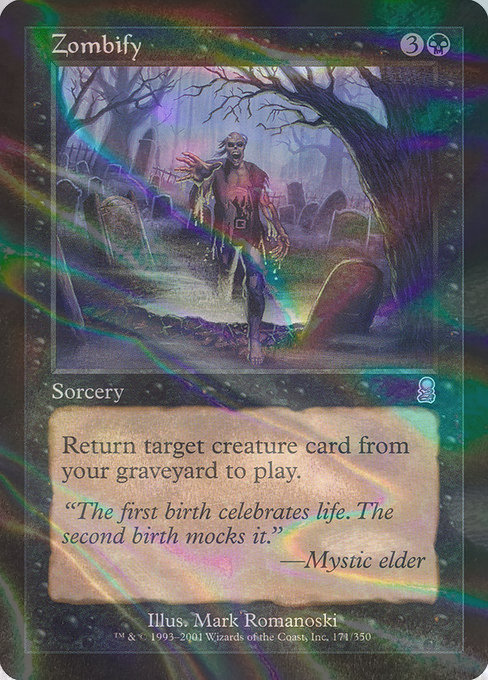 Zombify 3
Sorcery
Return target creature card from
your graveyard to play.
“The first birth celebrates life. The
second birth mocks it.”
—Mystic elder
Illus. Mark Romanoski
™ & © 1993–2001 Wizards of the Coast, Inc. 171/350